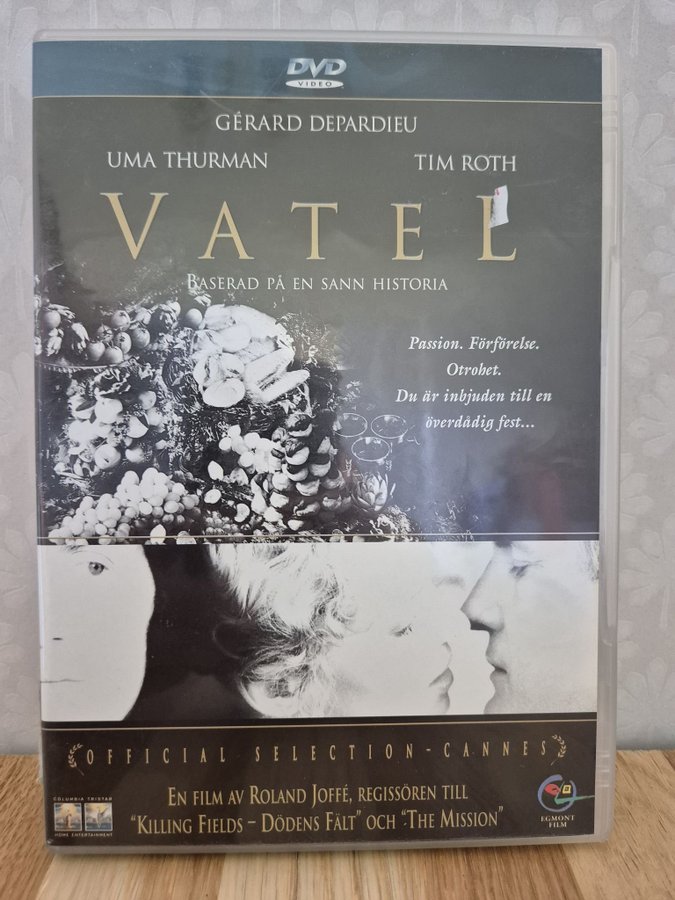 DVD
VIDEO
GÉRARD DEPARDIEU
UMA THURMAN TIM ROTH
VATEL
BASERAD PÅ EN SANN HISTORIA
Passion. Förförelse.
Otrohet.
Du är inbjuden till en
överdådig fest...
OFFICIAL SELECTION - CANNES
EN FILM AV ROLAND JOFFÉ, REGISSÖREN TILL
"KILLING FIELDS – DÖDENS FÄLT" OCH "THE MISSION"
COLUMBIA TRISTAR
HOME ENTERTAINMENT
EGMONT
FILM